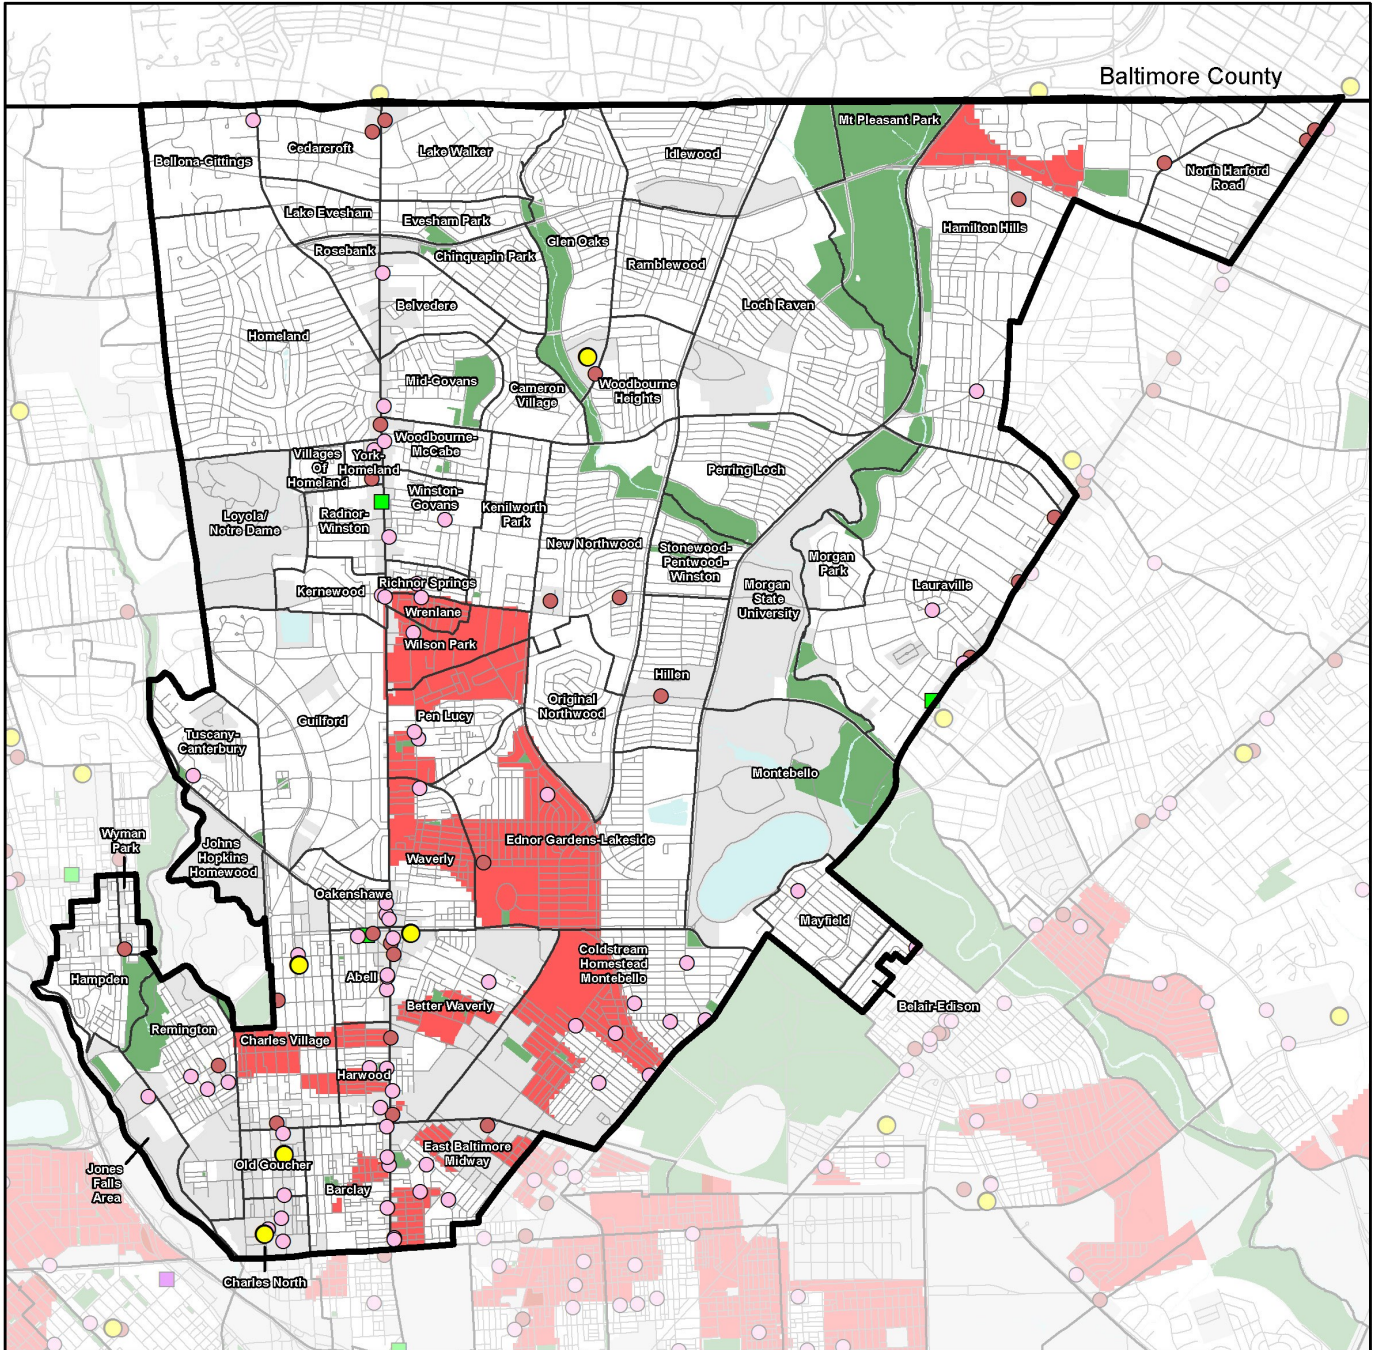 Baltimore County
Mt Pleasant Park
Cedarcroft
Lake Walker
Idlewood
Bellona-Gittings
North Harford
Road
Lake Evesham
Evesham Park
Hamilton Hills
Rosebank
Chinquapin Park
Glen Oaks
Ramblewood
Belvedere
Loch Raven
Homeland
Mid-Govans
Cameron
Village
Woodbourne
Heights
Woodbourne-
McCabe
Villages
Of
Homeland
York-
Homeland
Perring Loch
Winston-
Govans
Kenilworth
Park
Loyola/
Notre Dame
Radnor-
Winston
New Northwood
Stonewood-
Pentwood-
Winston
Morgan
Park
Morgan
State
University
Lauraville
Richnor Springs
Kernewood
Wrenlane
Wilson Park
Hillen
Original
Northwood
Pen Lucy
Guilford
Tuscany-
Canterbury
Montebello
Wyman
Park
Johns
Hopkins
Homewood
Ednor Gardens-Lakeside
Waverly
Oakenshawe
Mayfield
Hampden
Abell
Coldstream
Homestead
Montebello
Better Waverly
Belair-Edison
Remington
Charles Village
Harwood
East Baltimore
Midway
Old Goucher
Jones
Falls
Area
Barclay
Charles North